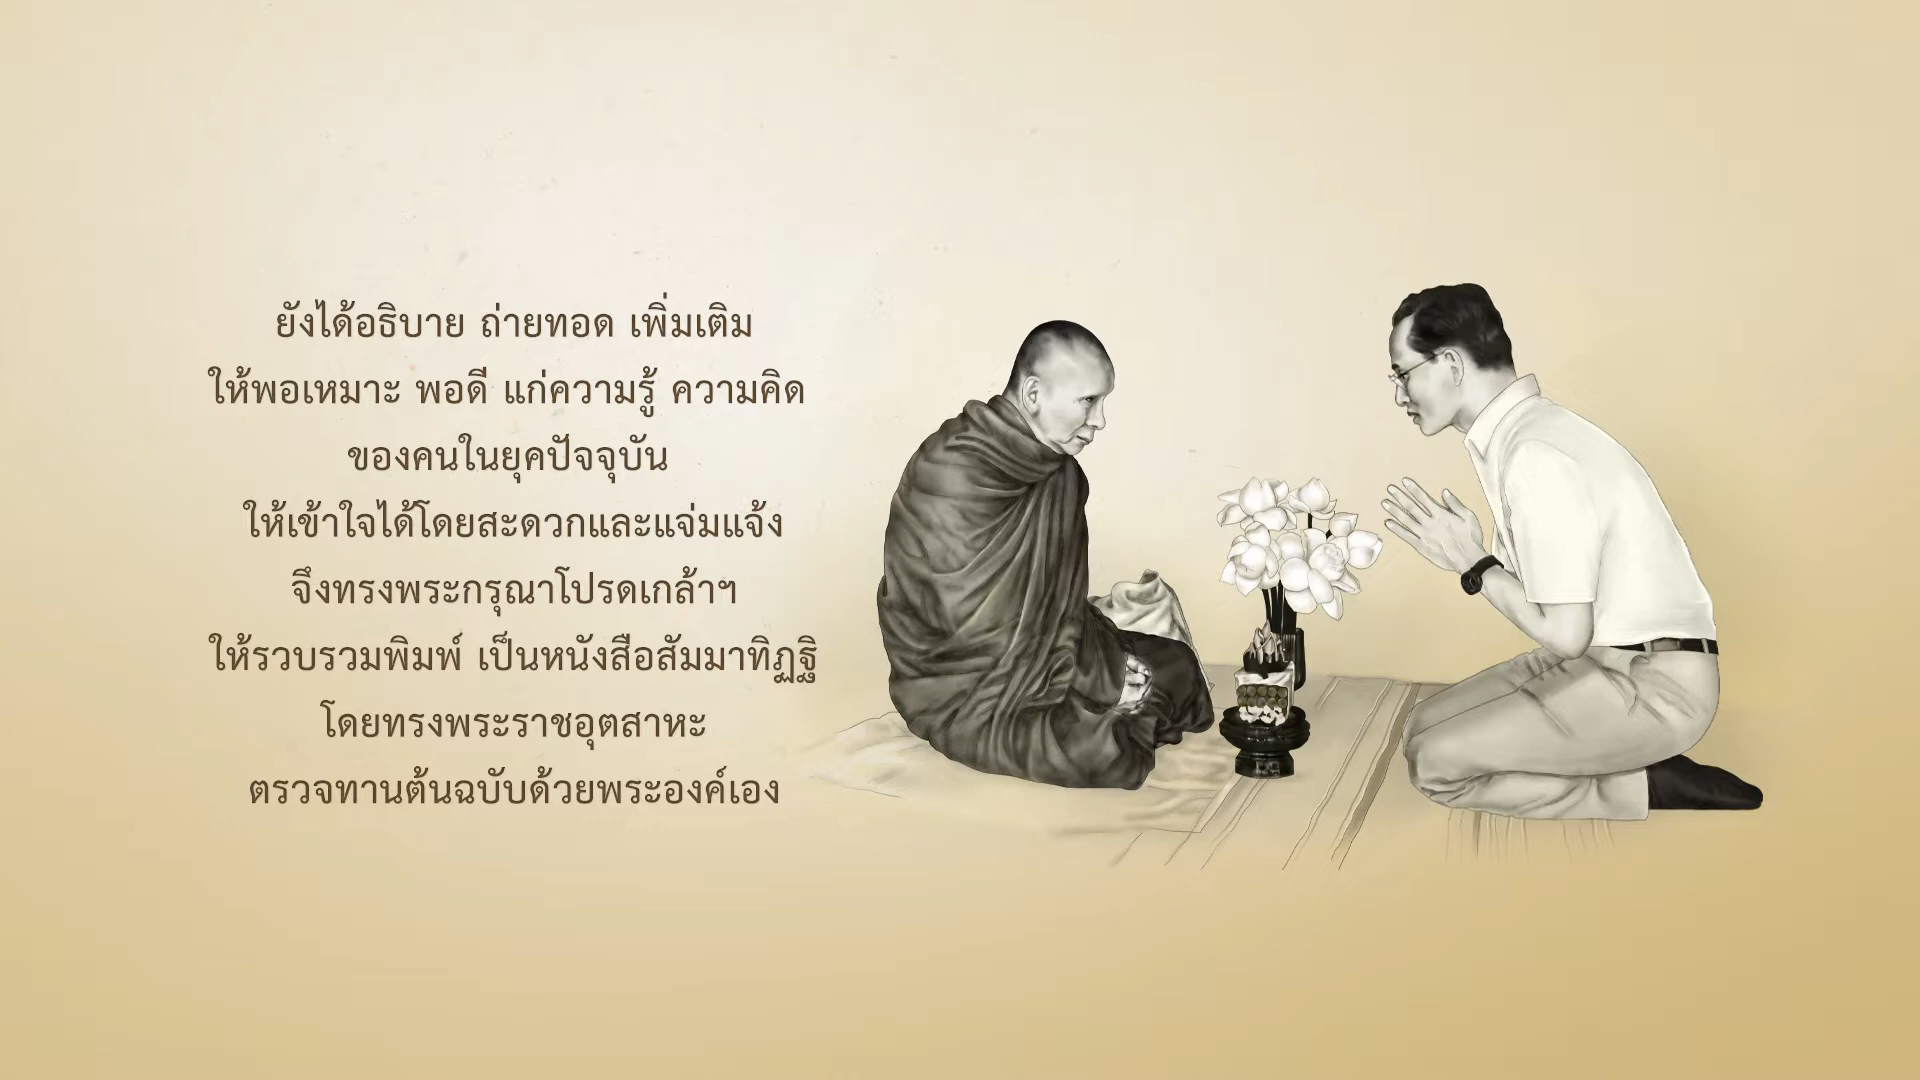 ยังได้อธิบาย ถ่ายทอด เพิ่มเติม
ให้พอเหมาะ พอดี แก่ความรู้ ความคิด
ของคนในยุคปัจจุบัน
ให้เข้าใจได้โดยสะดวกและแจ่มแจ้ง
จึงทรงพระกรุณาโปรดเกล้าฯ
ให้รวบรวมพิมพ์ เป็นหนังสือสัมมาทิฏฐิ
โดยทรงพระราชอุตสาหะ
ตรวจทานต้นฉบับด้วยพระองค์เอง